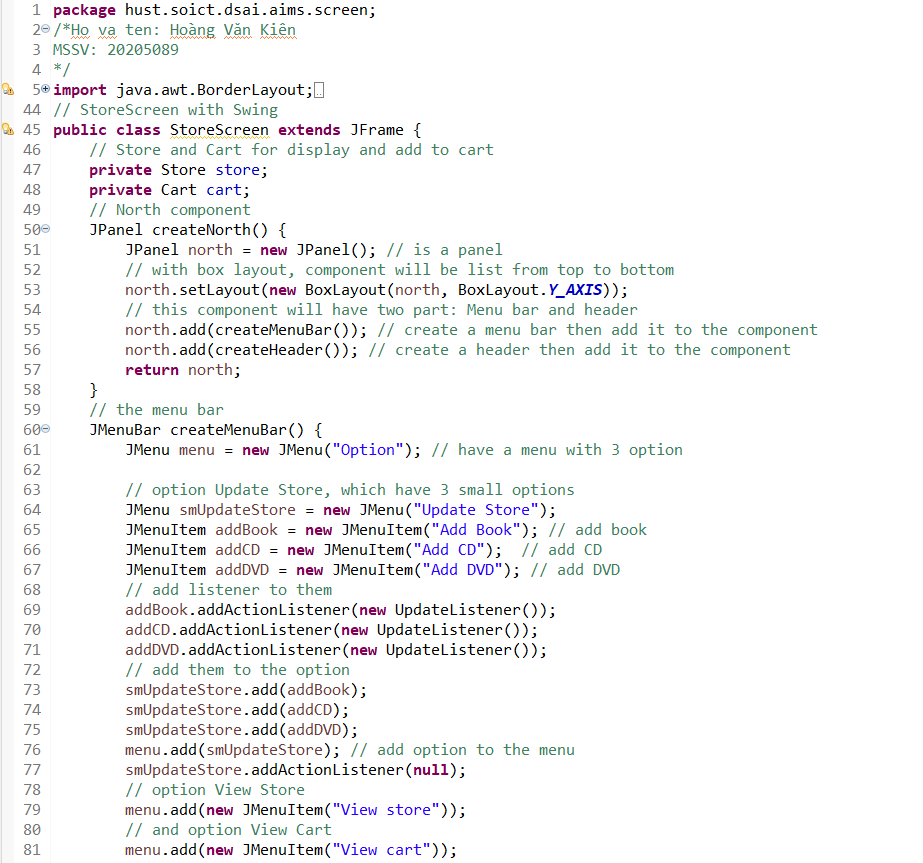 1 package hust.soict.dsai.aims.screen;
2 /*Ho va ten: Hoàng Văn Kiên
3 MSSV: 20205089
4 */
5 import java.awt.BorderLayout;
44 // StoreScreen with Swing
45 public class StoreScreen extends JFrame {
46     // Store and Cart for display and add to cart
47     private Store store;
48     private Cart cart;
49     // North component
50     JPanel createNorth() {
51         JPanel north = new JPanel(); // is a panel
52         // with box layout, component will be list from top to bottom
53         north.setLayout(new BoxLayout(north, BoxLayout.Y_AXIS));
54         // this component will have two part: Menu bar and header
55         north.add(createMenuBar()); // create a menu bar then add it to the component
56         north.add(createHeader()); // create a header then add it to the component
57         return north;
58     }
59     // the menu bar
60     JMenuBar createMenuBar() {
61         JMenu menu = new JMenu("Option"); // have a menu with 3 option
62
63         // option Update Store, which have 3 small options
64         JMenu smUpdateStore = new JMenu("Update Store");
65         JMenuItem addBook = new JMenuItem("Add Book"); // add book
66         JMenuItem addCD = new JMenuItem("Add CD");  // add CD
67         JMenuItem addDVD = new JMenuItem("Add DVD"); // add DVD
68         // add listener to them
69         addBook.addActionListener(new UpdateListener());
70         addCD.addActionListener(new UpdateListener());
71         addDVD.addActionListener(new UpdateListener());
72         // add them to the option
73         smUpdateStore.add(addBook);
74         smUpdateStore.add(addCD);
75         smUpdateStore.add(addDVD);
76         menu.add(smUpdateStore); // add option to the menu
77         smUpdateStore.addActionListener(null);
78         // option View Store
79         menu.add(new JMenuItem("View store"));
80         // and option View Cart
81         menu.add(new JMenuItem("View cart"));